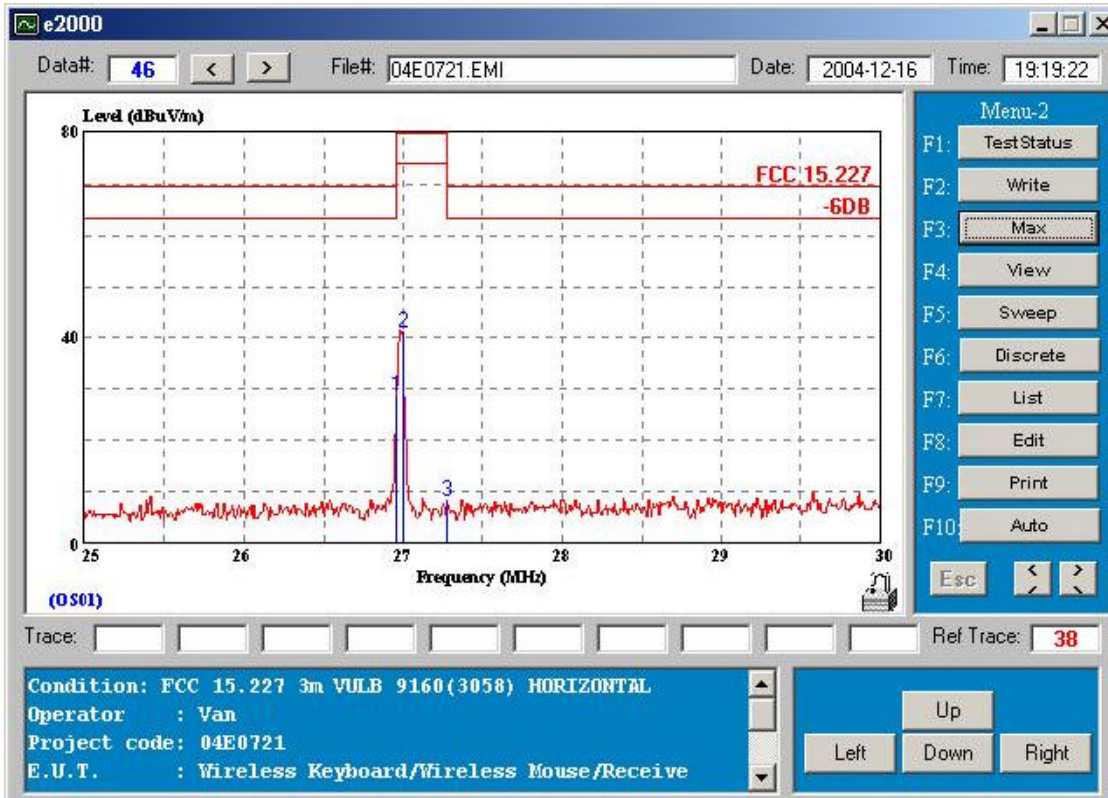 e2000
Data#: 46 < > File#: 04E0721.EMI Date: 2004-12-16 Time: 19:19:22
Level (dBuV/m)
80
FCC 15.227
-6DB
40
2
1
3
0
25 26 27 28 29 30
Frequency (MHz)
(OS01)
Menu-2
F1: TestStatus
F2: Write
F3: Max
F4: View
F5: Sweep
F6: Discrete
F7: List
F8: Edit
F9: Print
F10: Auto
Esc
Trace: Ref Trace: 38
Condition: FCC 15.227 3m VULB 9160(3058) HORIZONTAL
Operator : Van
Project code: 04E0721
E.U.T. : Wireless Keyboard/Wireless Mouse/Receive
Up
Left Down Right